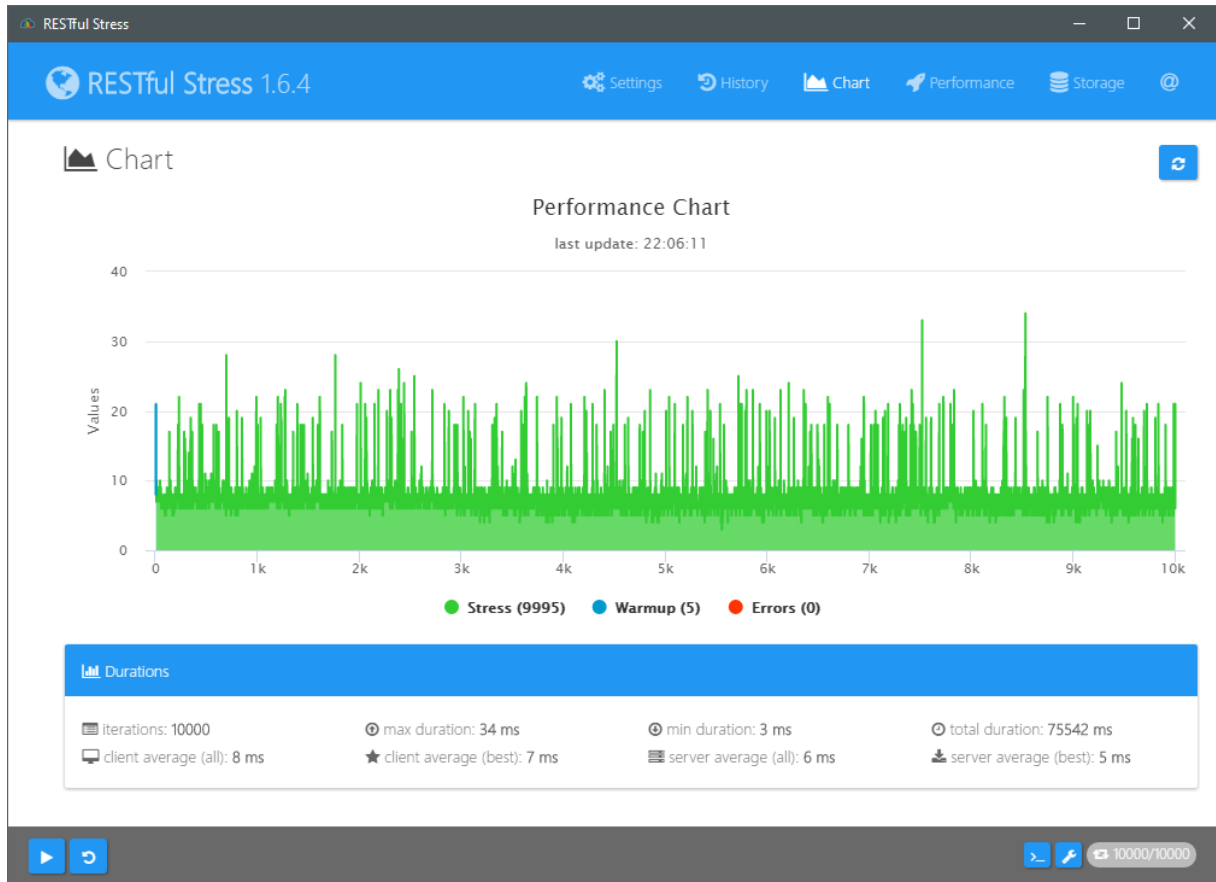 RESTful Stress
RESTful Stress 1.6.4
Settings
History
Chart
Performance
Storage
@
Chart
Performance Chart
last update: 22:06:11
Values
40
30
20
10
0
0 1k 2k 3k 4k 5k 6k 7k 8k 9k 10k
Stress (9995) Warmup (5) Errors (0)
Durations
iterations: 10000 max duration: 34 ms min duration: 3 ms total duration: 75542 ms
client average (all): 8 ms client average (best): 7 ms server average (all): 6 ms server average (best): 5 ms
10000/10000